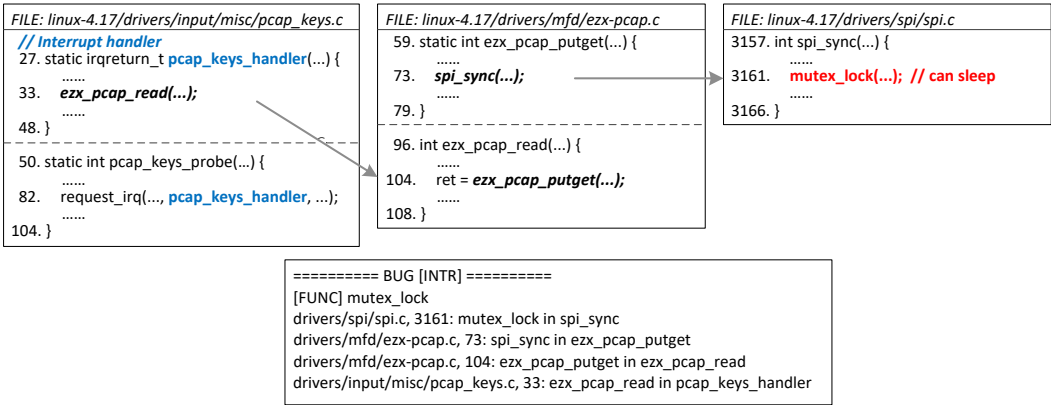 FILE: linux-4.17/drivers/input/misc/pcap_keys.c
// Interrupt handler
27. static irqreturn_t pcap_keys_handler(...) {
......
33. ezx_pcap_read(...);
......
48. }
50. static int pcap_keys_probe(…) {
......
82. request_irq(..., pcap_keys_handler, ...);
......
104. }
FILE: linux-4.17/drivers/mfd/ezx-pcap.c
59. static int ezx_pcap_putget(...) {
......
73. spi_sync(...);
......
79. }
96. int ezx_pcap_read(...) {
......
104. ret = ezx_pcap_putget(...);
......
108. }
FILE: linux-4.17/drivers/spi/spi.c
3157. int spi_sync(...) {
......
3161. mutex_lock(...); // can sleep
......
3166. }
========== BUG [INTR] ==========
[FUNC] mutex_lock
drivers/spi/spi.c, 3161: mutex_lock in spi_sync
drivers/mfd/ezx-pcap.c, 73: spi_sync in ezx_pcap_putget
drivers/mfd/ezx-pcap.c, 104: ezx_pcap_putget in ezx_pcap_read
drivers/input/misc/pcap_keys.c, 33: ezx_pcap_read in pcap_keys_handler